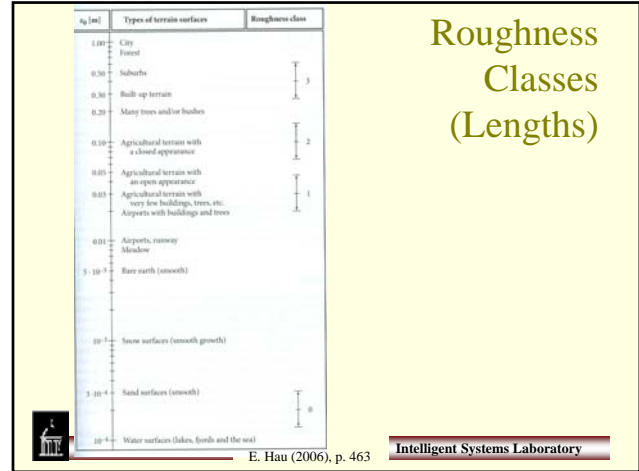 Roughness
Classes
(Lengths)
z₀ [m] Types of terrain surfaces Roughness class
1.00 City
Forest
0.50 Suburbs
3
0.30 Built-up terrain
0.20 Many trees and/or bushes
0.10 Agricultural terrain with
a closed appearance
2
0.05 Agricultural terrain with
an open appearance
0.03 Agricultural terrain with
very few buildings, trees, etc.
1
Airports with buildings and trees
0.01 Airports, runway
Meadow
5 · 10⁻³ Bare earth (smooth)
10⁻³ Snow surfaces (smooth growth)
3 · 10⁻⁴ Sand surfaces (smooth)
0
10⁻⁴ Water surfaces (lakes, fjords and the sea)
E. Hau (2006), p. 463
Intelligent Systems Laboratory